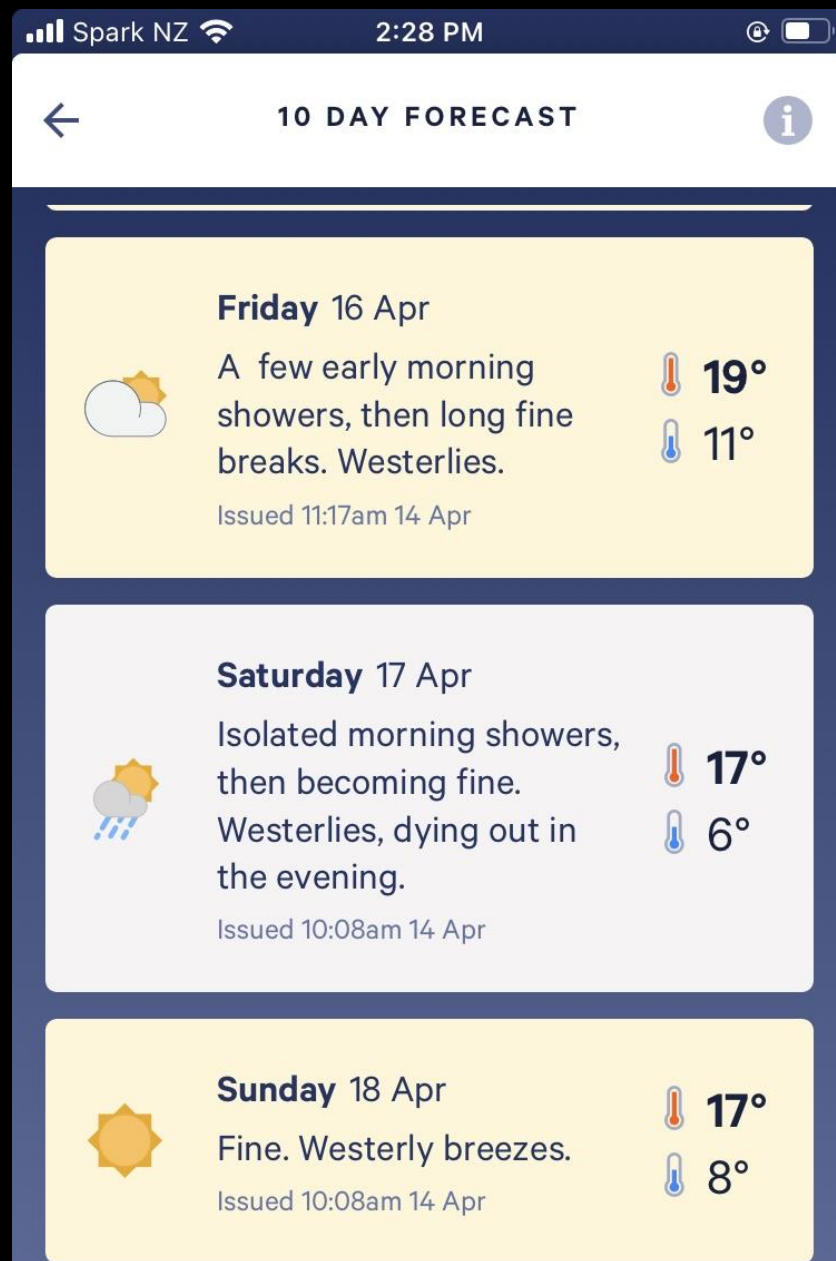 Spark NZ 2:28 PM
10 DAY FORECAST
Friday 16 Apr
A few early morning
showers, then long fine
breaks. Westerlies.
Issued 11:17am 14 Apr
19°
11°
Saturday 17 Apr
Isolated morning showers,
then becoming fine.
Westerlies, dying out in
the evening.
Issued 10:08am 14 Apr
17°
6°
Sunday 18 Apr
Fine. Westerly breezes.
Issued 10:08am 14 Apr
17°
8°